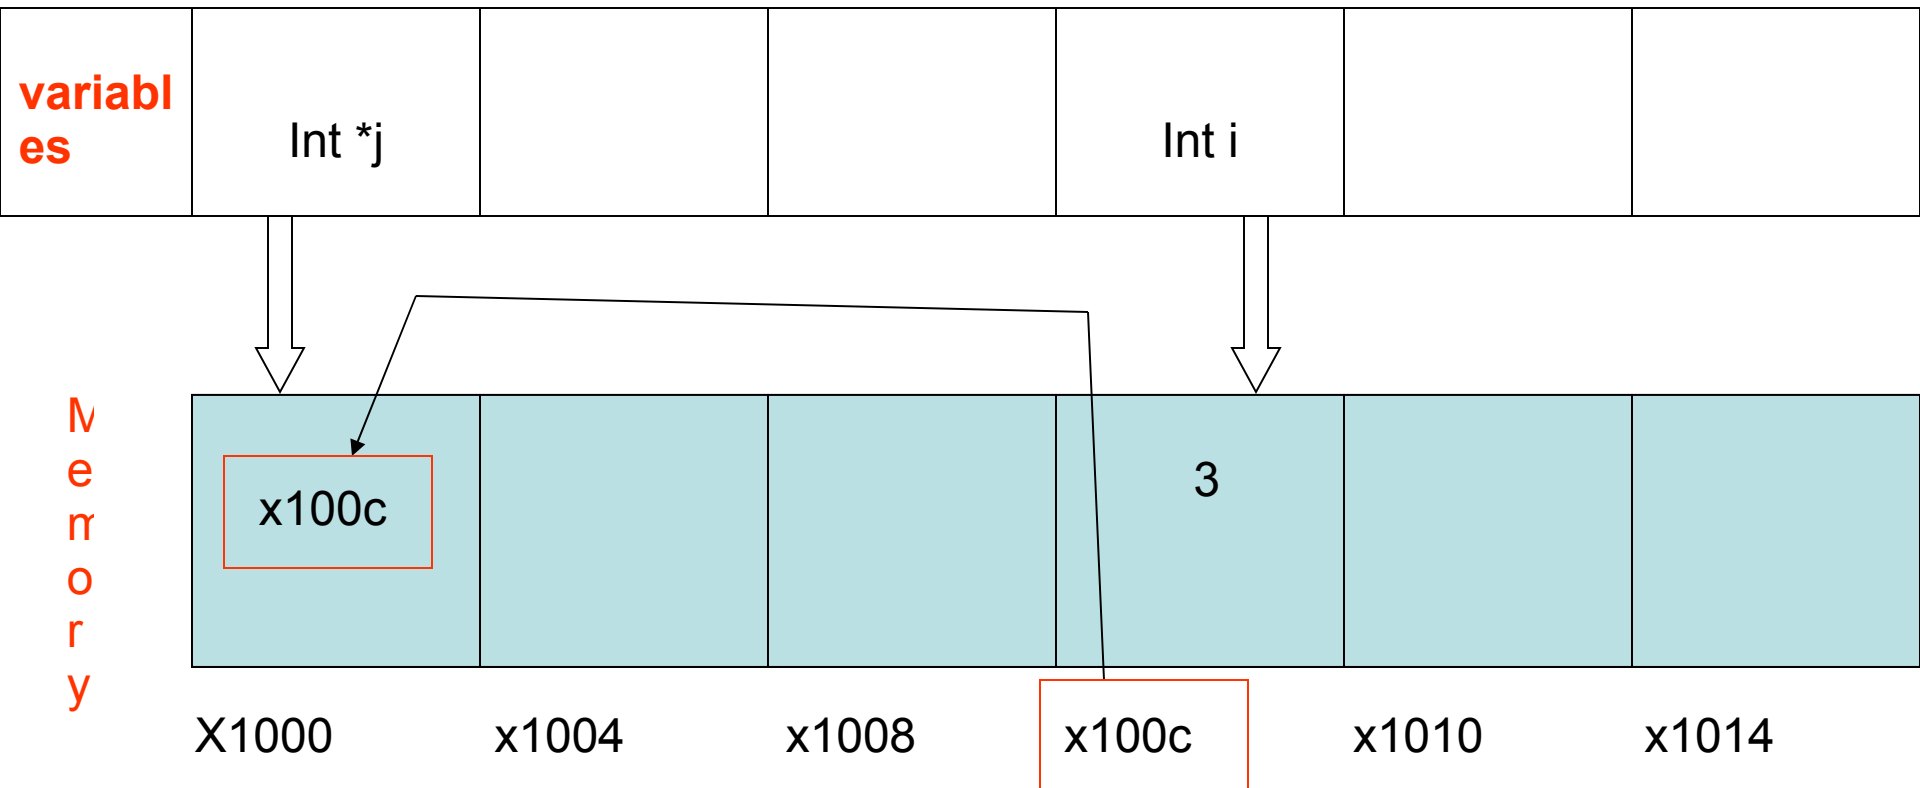 variabl
es
Int *j
Int i
M
e
m
o
r
y
x100c
3
X1000
x1004
x1008
x100c
x1010
x1014